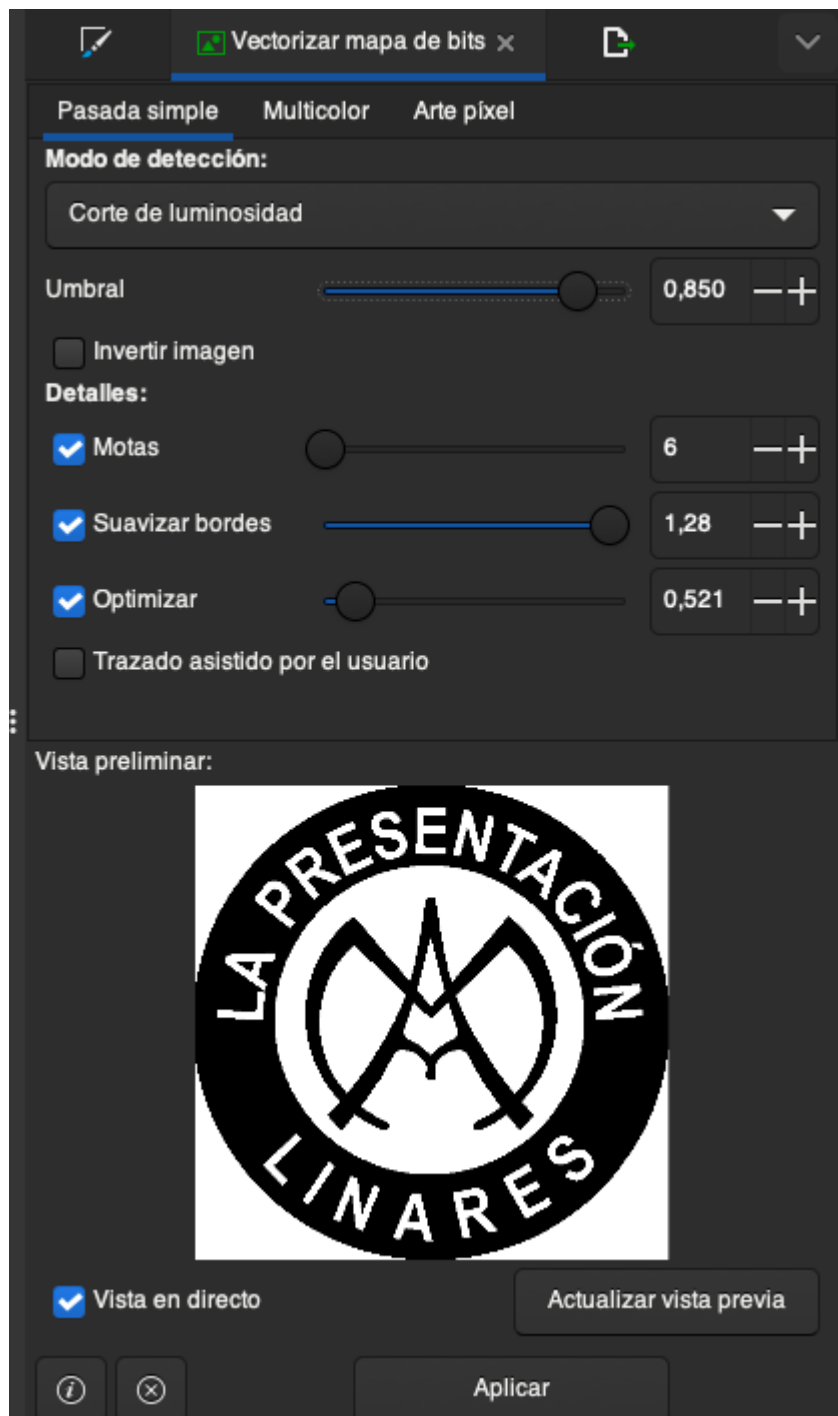 Vectorizar mapa de bits
Pasada simple Multicolor Arte píxel
Modo de detección:
Corte de luminosidad
Umbral 0,850
Invertir imagen
Detalles:
Motas 6
Suavizar bordes 1,28
Optimizar 0,521
Trazado asistido por el usuario
Vista preliminar:
LA PRESENTACIÓN
LINARES
Vista en directo Actualizar vista previa
Aplicar